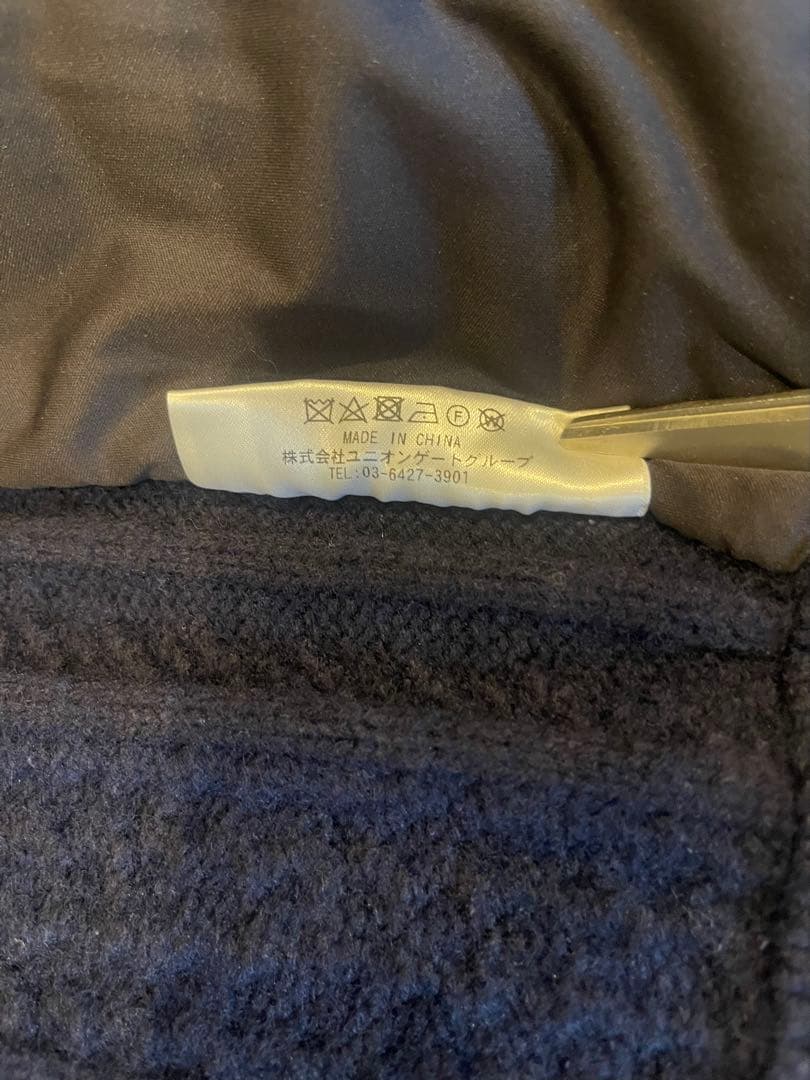 F W
MADE IN CHINA
株式会社ユニオンゲートグループ
TEL:03-6427-3901